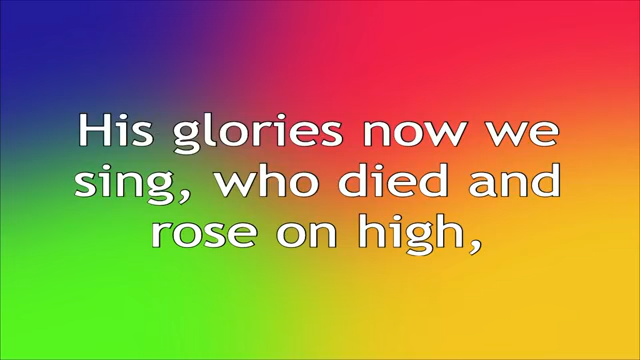 His glories now we
sing, who died and
rose on high,